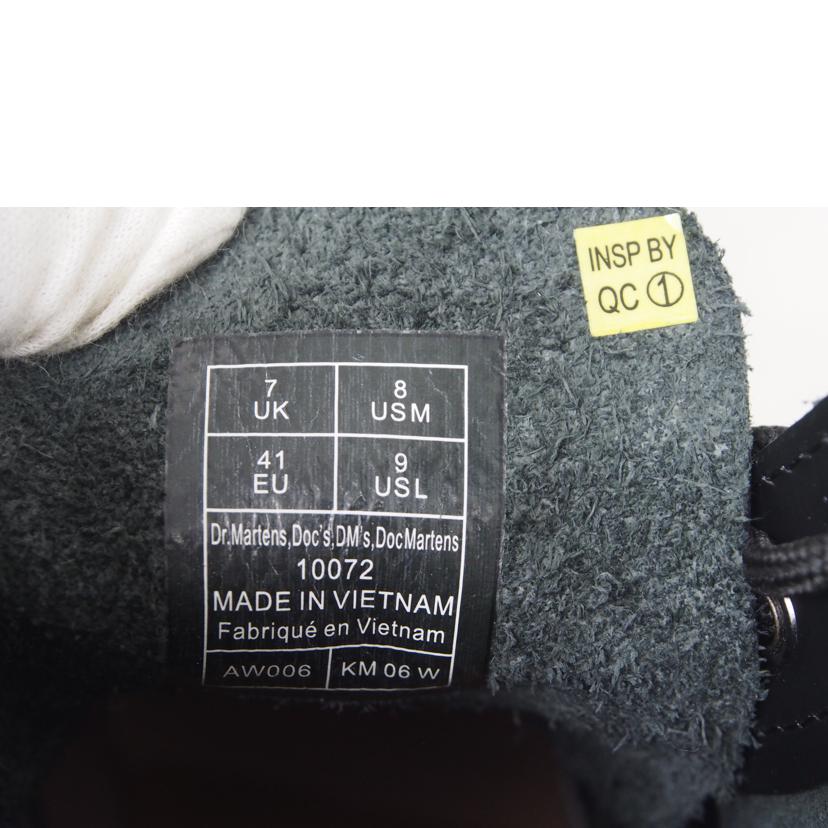 INSP BY
QC ①
7 8
UK USM
41 9
EU USL
Dr.Martens,Doc's,DM's,DocMartens
10072
MADE IN VIETNAM
Fabriqué en Vietnam
AW006 KM 06 W